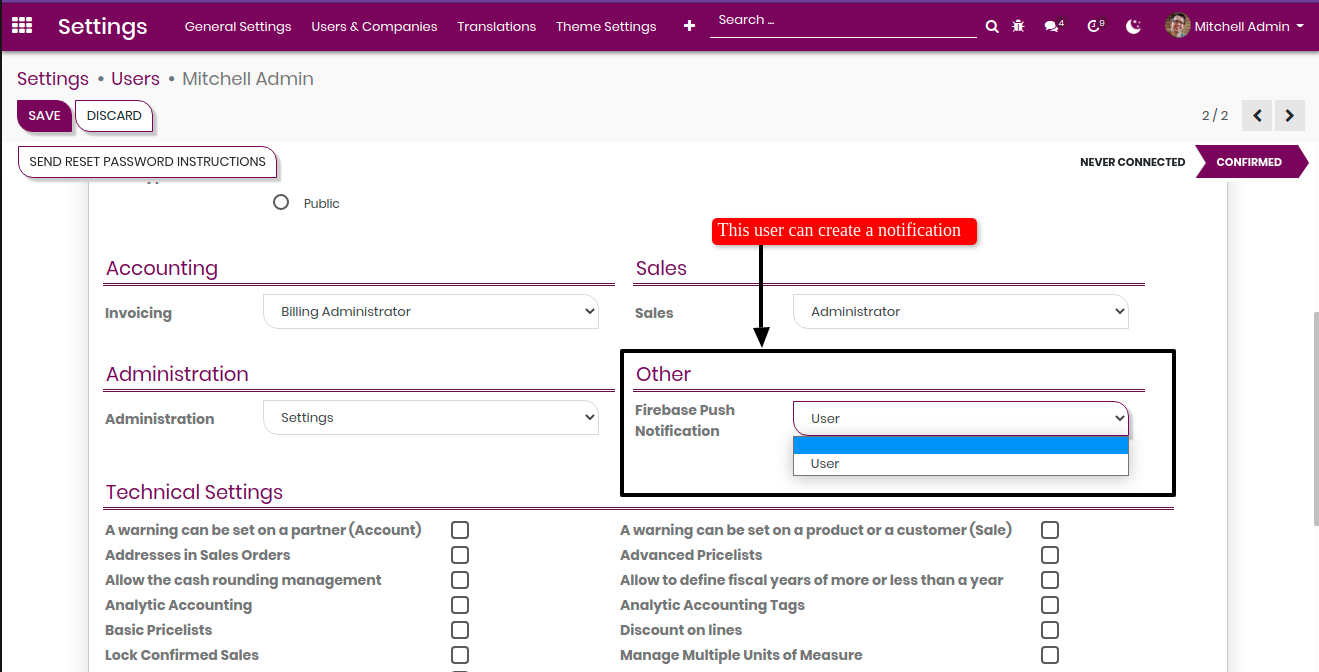 Settings General Settings Users & Companies Translations Theme Settings + Search ... 4 9 Mitchell Admin
Settings • Users • Mitchell Admin
SAVE DISCARD 2 / 2
SEND RESET PASSWORD INSTRUCTIONS NEVER CONNECTED CONFIRMED
Public
This user can create a notification
Accounting Sales
Invoicing Billing Administrator Sales Administrator
Administration Other
Administration Settings Firebase Push
Notification User
User
Technical Settings
A warning can be set on a partner (Account) A warning can be set on a product or a customer (Sale)
Addresses in Sales Orders Advanced Pricelists
Allow the cash rounding management Allow to define fiscal years of more or less than a year
Analytic Accounting Analytic Accounting Tags
Basic Pricelists Discount on lines
Lock Confirmed Sales Manage Multiple Units of Measure